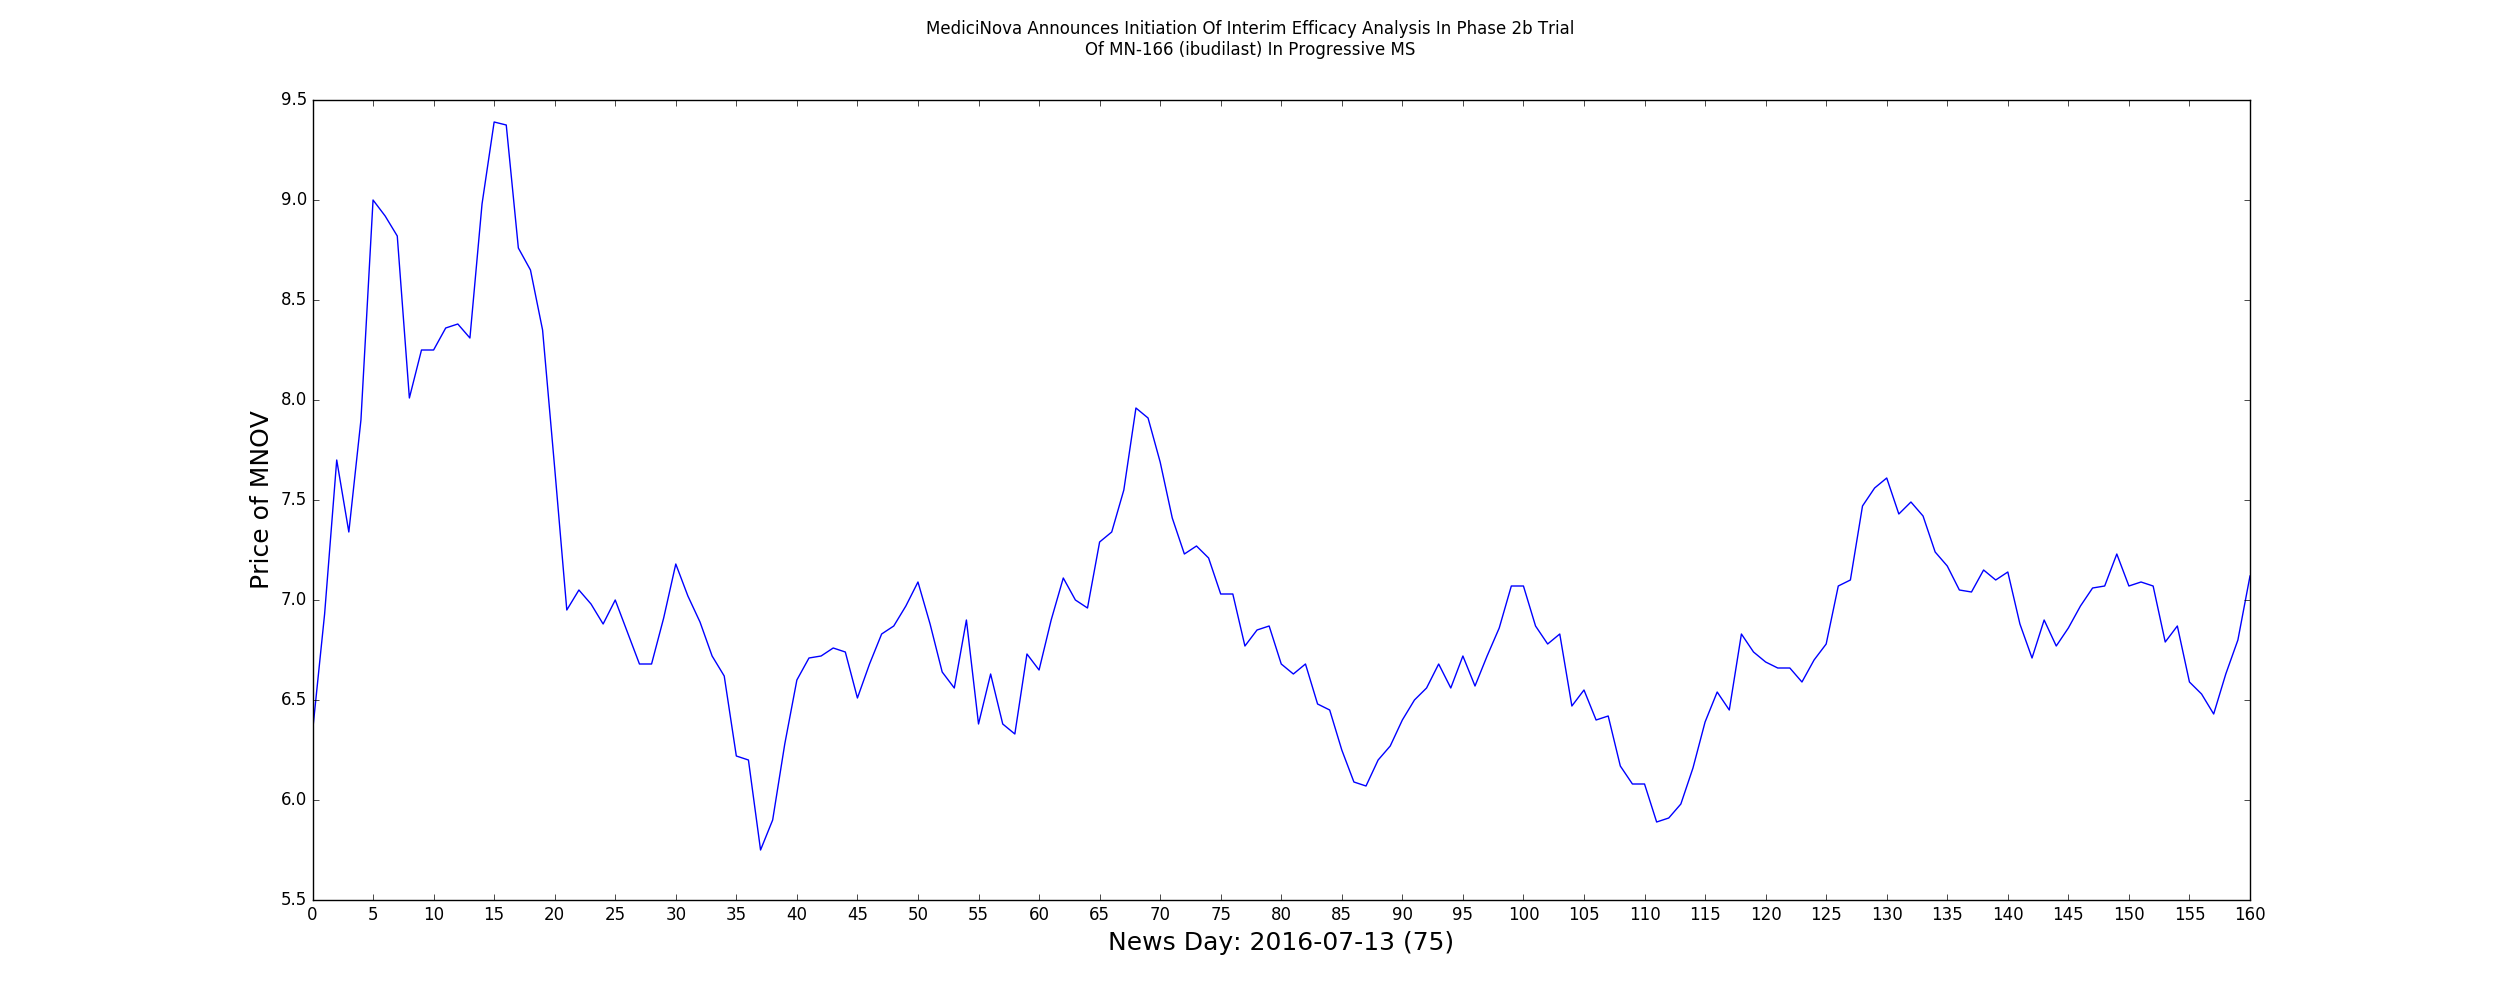 MediciNova Announces Initiation Of Interim Efficacy Analysis In Phase 2b Trial
Of MN-166 (ibudilast) In Progressive MS
9.5
9.0
8.5
8.0
7.5
7.0
6.5
6.0
5.5
Price of MNOV
0 5 10 15 20 25 30 35 40 45 50 55 60 65 70 75 80 85 90 95 100 105 110 115 120 125 130 135 140 145 150 155 160
News Day: 2016-07-13 (75)